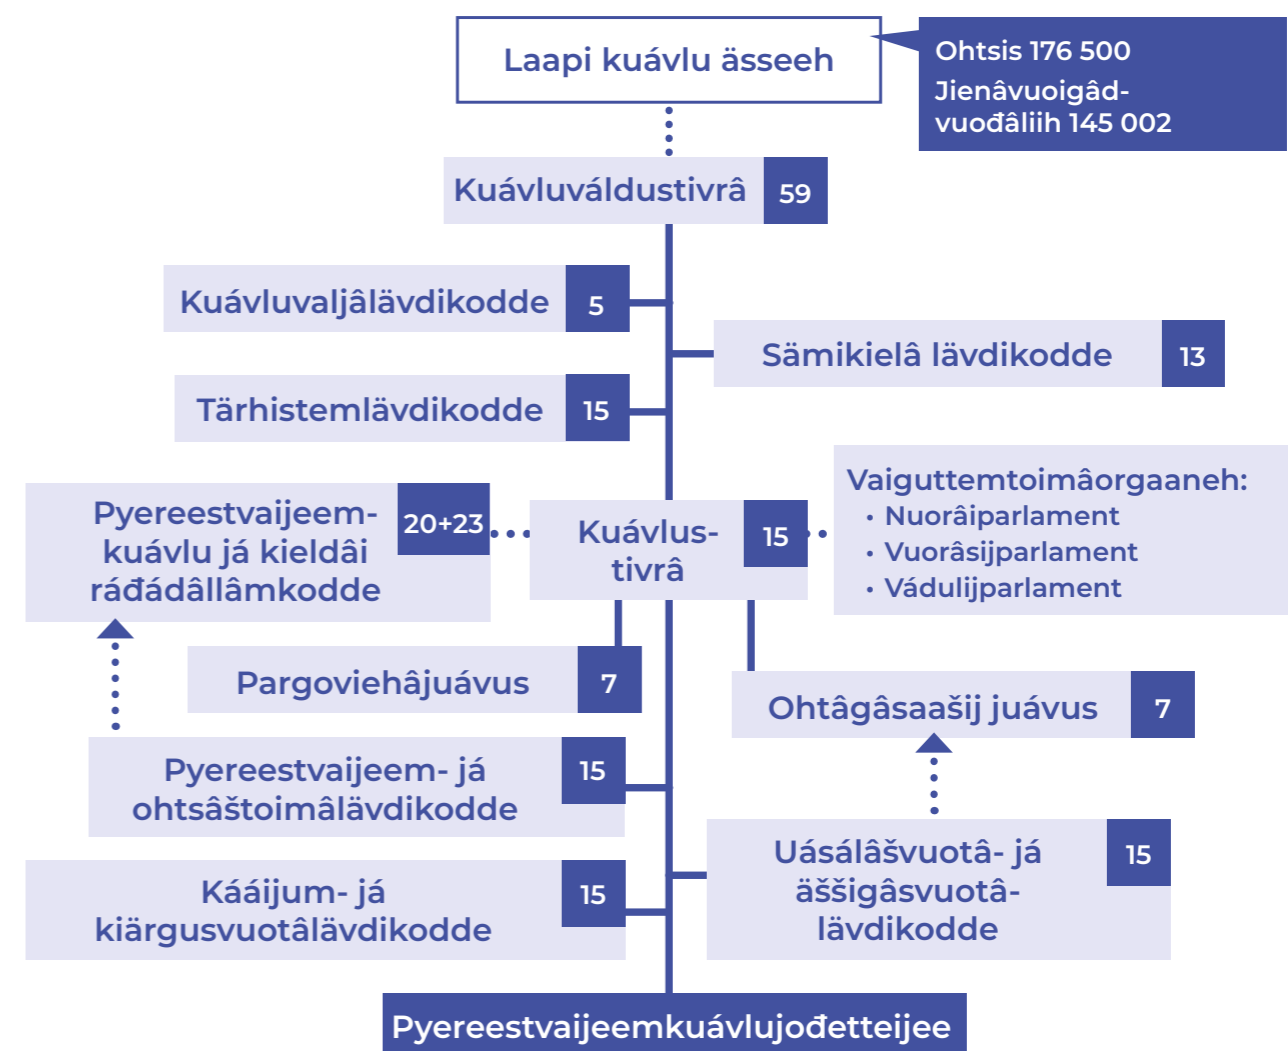 Laapi kuávlu ässeeh
Ohtsis 176 500
Jienâvuoigâd-
vuođâliih 145 002
Kuávluváldustivrâ
59
Kuávluvaljâlävdikodde
5
Sämikielâ lävdikodde
13
Tärhistemlävdikodde
15
Pyereestvaijeem-
kuávlu já kieldâi
ráđádâllâmkodde
20+23
Kuávlus-
tivrâ
15
Vaiguttemtoimâorgaaneh:
• Nuorâiparlament
• Vuorâsijparlament
• Vádulijparlament
Pargoviehâjuávus
7
Ohtâgâsaašij juávus
7
Pyereestvaijeem- já
ohtsâštoimâlävdikodde
15
Uásálâšvuotâ- já
äššigâsvuotâ-
lävdikodde
15
Kááijum- já
kiärgusvuotâlävdikodde
15
Pyereestvaijeemkuávlujođetteijee